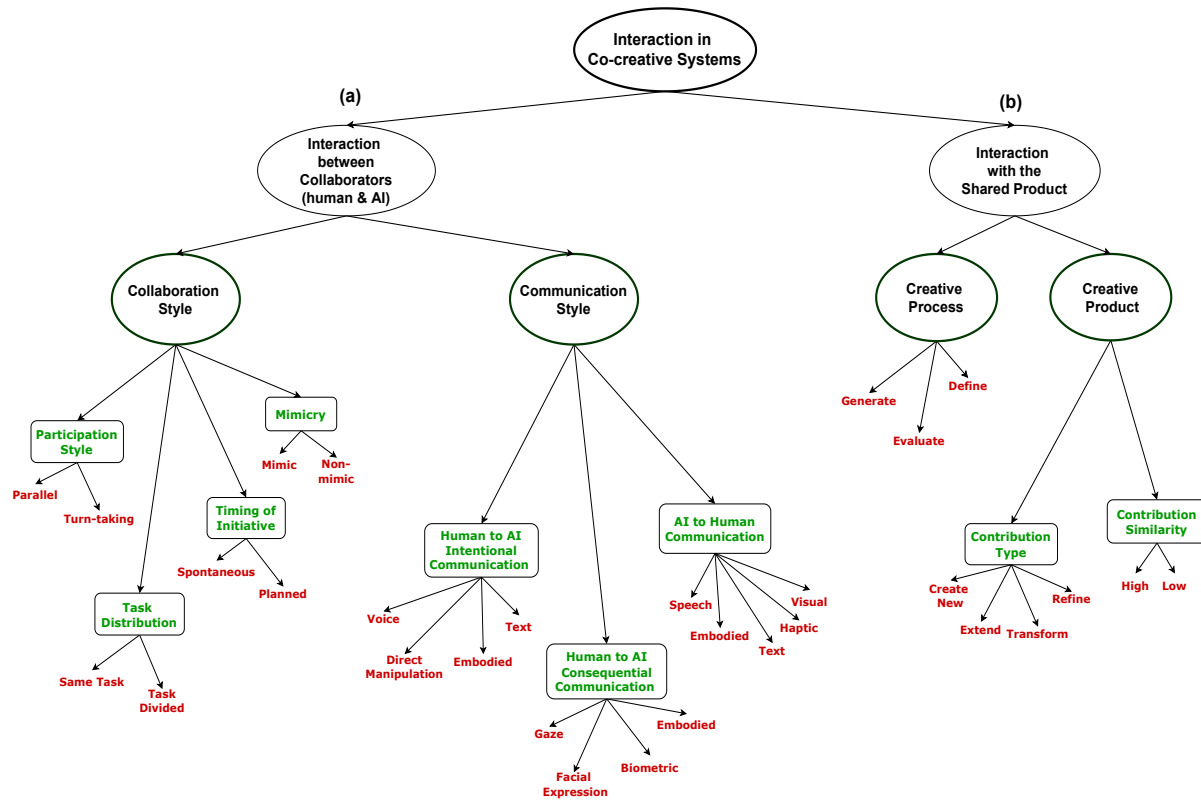 Interaction in
Co-creative Systems
(a)
(b)
Interaction
between
Collaborators
(human & AI)
Interaction
with the
Shared Product
Collaboration
Style
Communication
Style
Creative
Process
Creative
Product
Participation
Style
Parallel
Turn-taking
Mimicry
Mimic
Non-
mimic
Timing of
Initiative
Spontaneous
Planned
Task
Distribution
Same Task
Task
Divided
Human to AI
Intentional
Communication
Voice
Direct
Manipulation
Embodied
Text
Human to AI
Consequential
Communication
Gaze
Facial
Expression
Biometric
Embodied
AI to Human
Communication
Speech
Embodied
Text
Haptic
Visual
Generate
Evaluate
Define
Contribution
Type
Create
New
Extend
Transform
Refine
Contribution
Similarity
High
Low